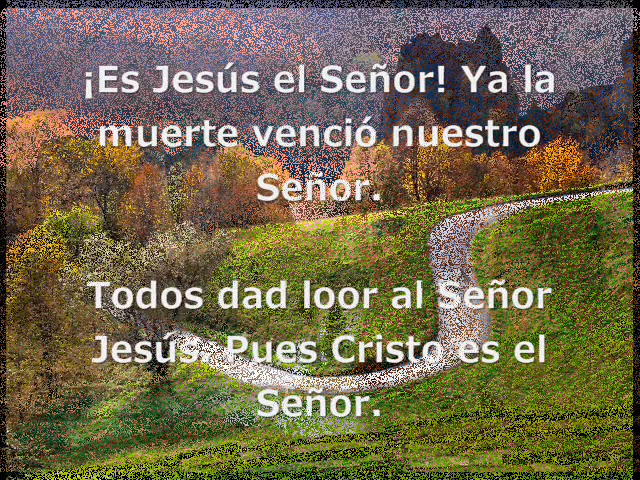 ¡Es Jesús el Señor! Ya la
muerte venció nuestro
Señor.
Todos dad loor al Señor
Jesús. Pues Cristo es el
Señor.